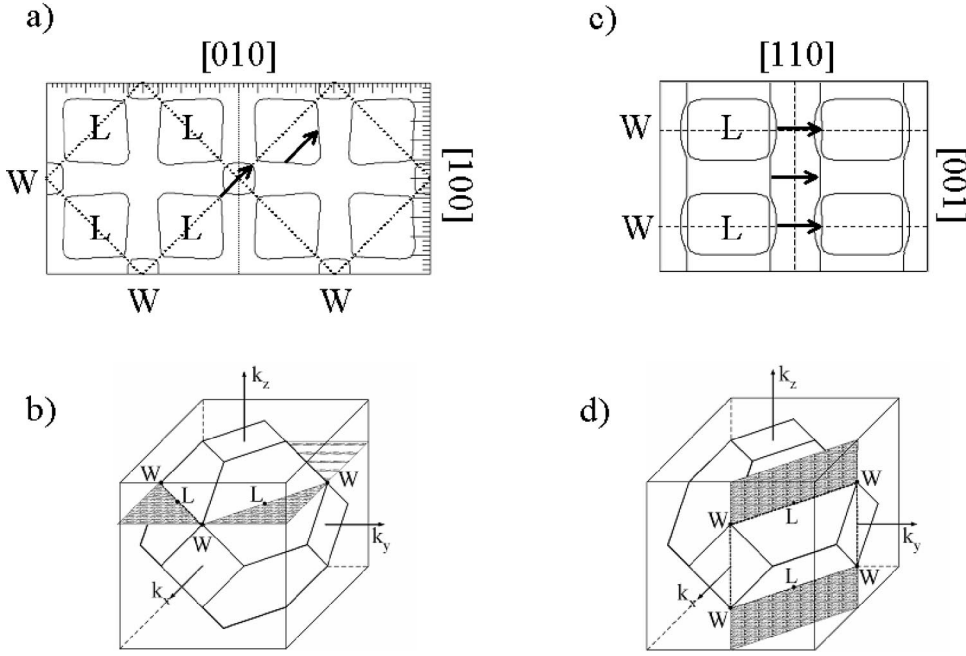 a)
[010]
L L
W
[100]
L L
W W
c)
[110]
W L
[001]
W L
b)
k_z
W
L L W
W
k_y
k_x
d)
k_z
W
W
L
k_y
L W
W
k_x